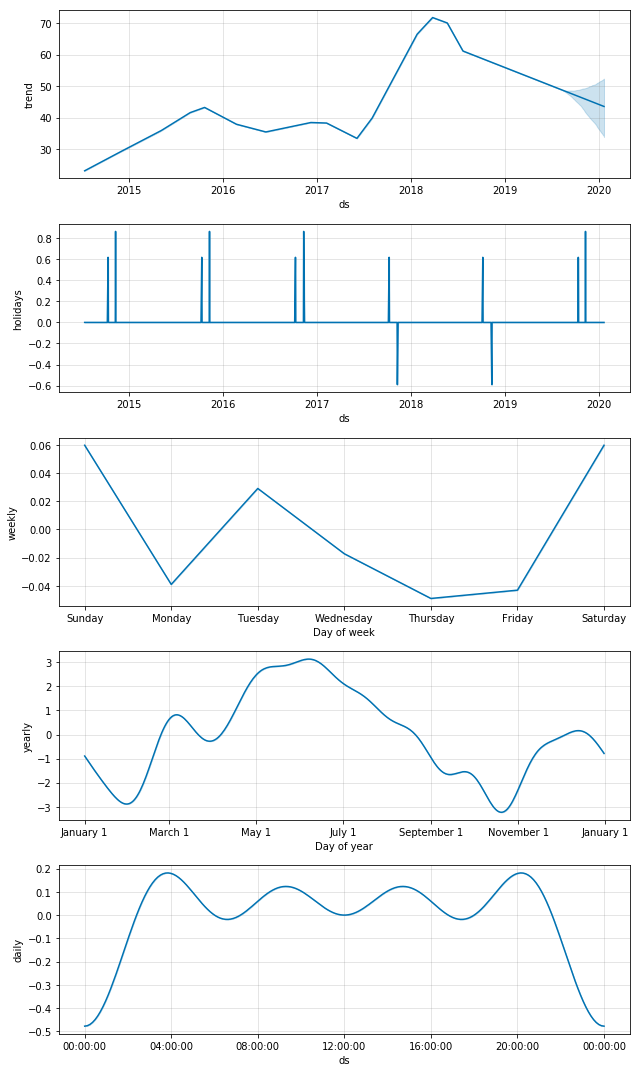 70
60
50
40
30
trend
2015 2016 2017 2018 2019 2020
ds
0.8
0.6
0.4
0.2
0.0
−0.2
−0.4
−0.6
holidays
2015 2016 2017 2018 2019 2020
ds
0.06
0.04
0.02
0.00
−0.02
−0.04
weekly
Sunday Monday Tuesday Wednesday Thursday Friday Saturday
Day of week
3
2
1
0
−1
−2
−3
yearly
January 1 March 1 May 1 July 1 September 1 November 1 January 1
Day of year
0.2
0.1
0.0
−0.1
−0.2
−0.3
−0.4
−0.5
daily
00:00:00 04:00:00 08:00:00 12:00:00 16:00:00 20:00:00 00:00:00
ds